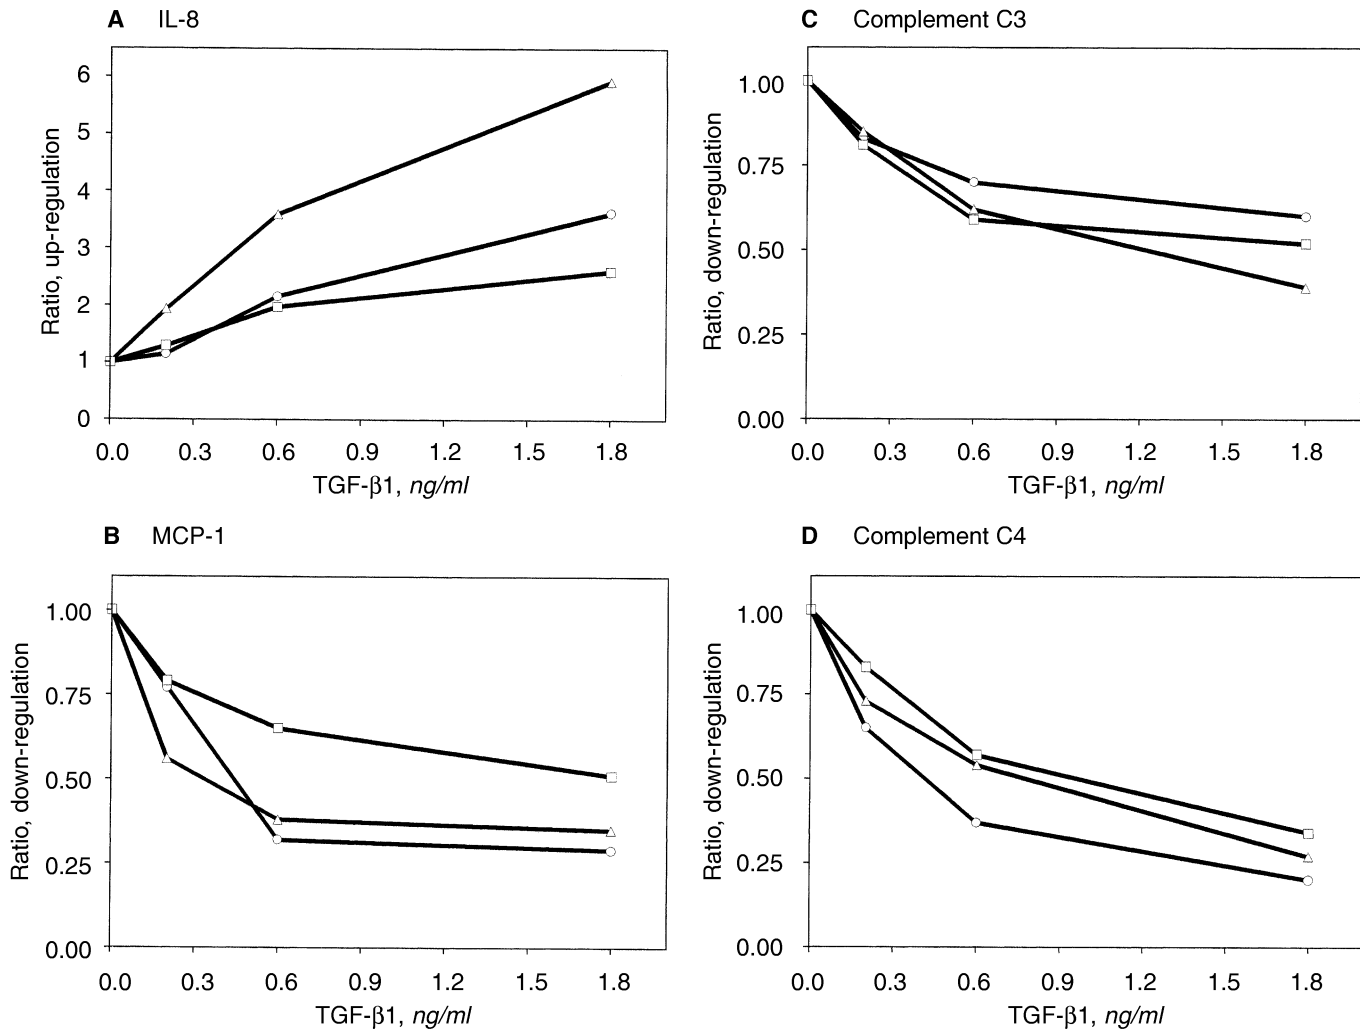 A IL-8
Ratio, up-regulation
6
5
4
3
2
1
0
0.0 0.3 0.6 0.9 1.2 1.5 1.8
TGF-β1, ng/ml
B MCP-1
Ratio, down-regulation
1.00
0.75
0.50
0.25
0.00
0.0 0.3 0.6 0.9 1.2 1.5 1.8
TGF-β1, ng/ml
C Complement C3
Ratio, down-regulation
1.00
0.75
0.50
0.25
0.00
0.0 0.3 0.6 0.9 1.2 1.5 1.8
TGF-β1, ng/ml
D Complement C4
Ratio, down-regulation
1.00
0.75
0.50
0.25
0.00
0.0 0.3 0.6 0.9 1.2 1.5 1.8
TGF-β1, ng/ml